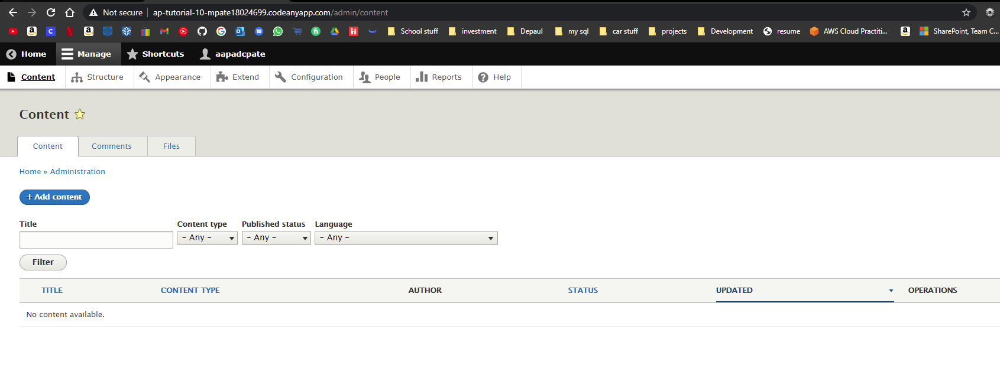 Not secure ap-tutorial-10-mpate18024699.codeanyapp.com/admin/content
School stuff investment Depaul my sql car stuff projects Development resume AWS Cloud Practiti... SharePoint, Team C...
Home Manage Shortcuts aapadcpate
Content Structure Appearance Extend Configuration People Reports Help
Content
Content Comments Files
Home » Administration
+ Add content
Title Content type Published status Language
- Any - - Any - - Any -
Filter
TITLE CONTENT TYPE AUTHOR STATUS UPDATED OPERATIONS
No content available.